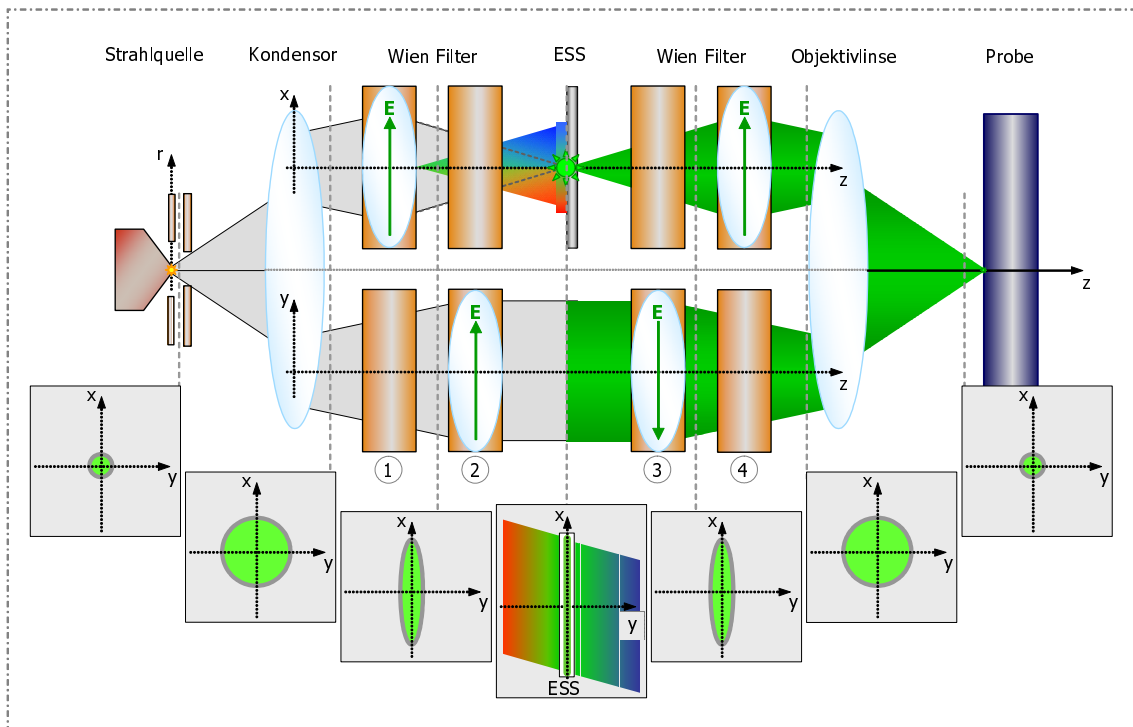 Strahlquelle
Kondensor
Wien Filter
ESS
Wien Filter
Objektivlinse
Probe
x
E
E
r
z
z
y
E
E
z
x
y
1
2
3
4
x
y
x
y
x
y
x
y
ESS
x
y
x
y
x
y